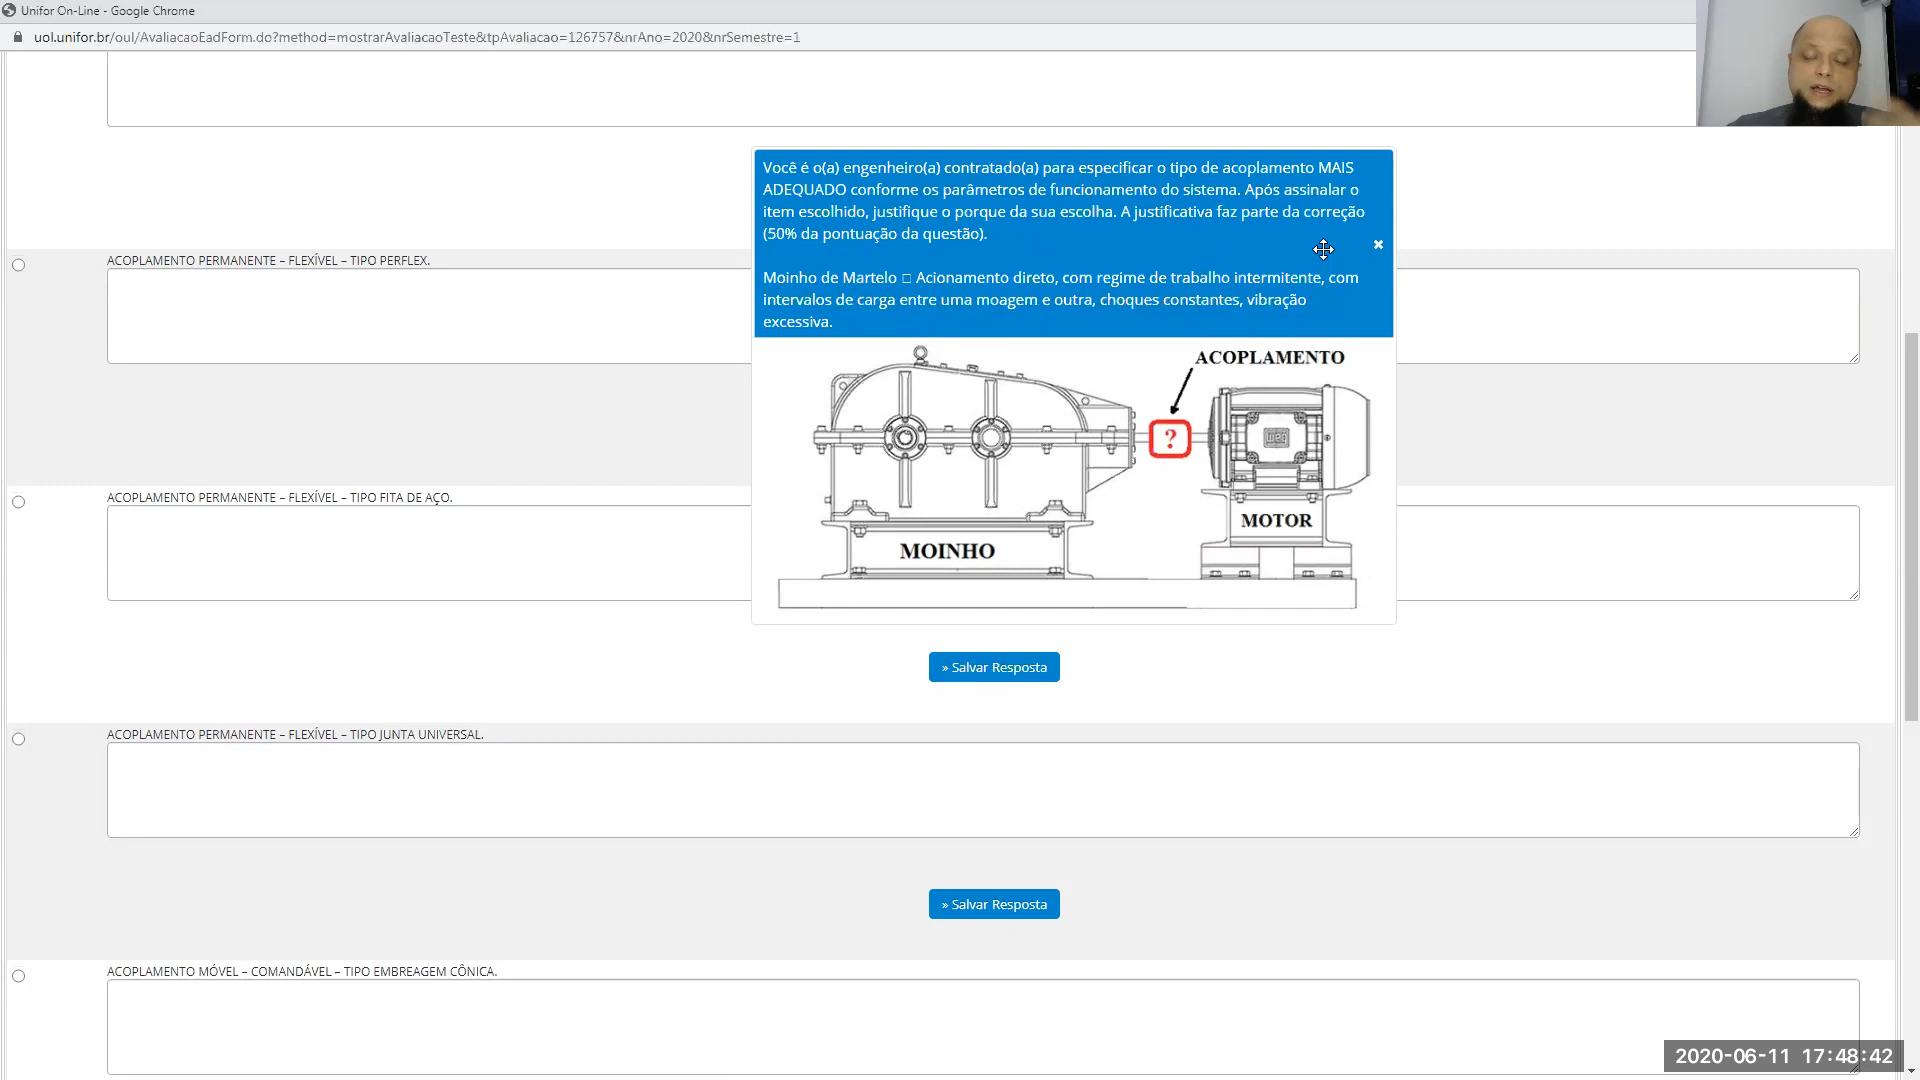 Unifor On-Line - Google Chrome
uol.unifor.br/oul/AvaliacaoEadForm.do?method=mostrarAvaliacaoTeste&tpAvaliacao=126757&nrAno=2020&nrSemestre=1
Você é o(a) engenheiro(a) contratado(a) para especificar o tipo de acoplamento MAIS
ADEQUADO conforme os parâmetros de funcionamento do sistema. Após assinalar o
item escolhido, justifique o porque da sua escolha. A justificativa faz parte da correção
(50% da pontuação da questão).
Moinho de Martelo □ Acionamento direto, com regime de trabalho intermitente, com
intervalos de carga entre uma moagem e outra, choques constantes, vibração
excessiva.
ACOPLAMENTO PERMANENTE – FLEXÍVEL – TIPO PERFLEX.
ACOPLAMENTO
?
MOTOR
MOINHO
ACOPLAMENTO PERMANENTE – FLEXÍVEL – TIPO FITA DE AÇO.
» Salvar Resposta
ACOPLAMENTO PERMANENTE – FLEXÍVEL – TIPO JUNTA UNIVERSAL.
» Salvar Resposta
ACOPLAMENTO MÓVEL – COMANDÁVEL – TIPO EMBREAGEM CÔNICA.
2020-06-11 17:48:42